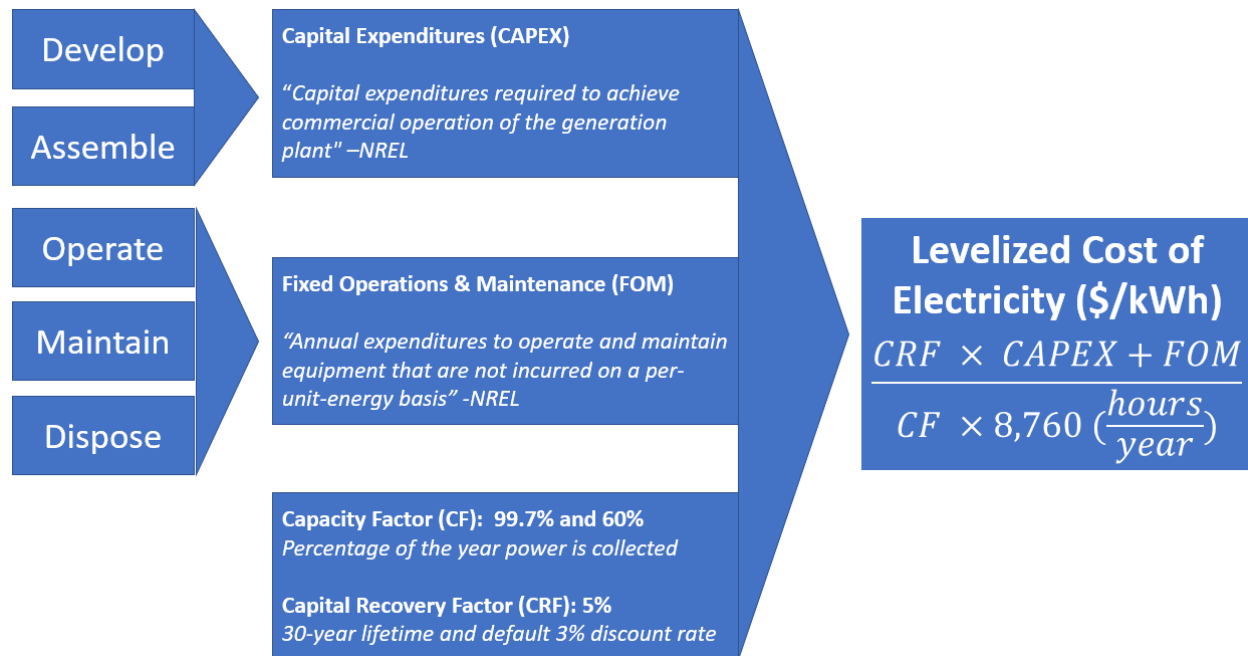 Develop
Assemble
Operate
Maintain
Dispose
Capital Expenditures (CAPEX)
“Capital expenditures required to achieve
commercial operation of the generation
plant" –NREL
Fixed Operations & Maintenance (FOM)
“Annual expenditures to operate and maintain
equipment that are not incurred on a per-
unit-energy basis” -NREL
Capacity Factor (CF):  99.7% and 60%
Percentage of the year power is collected
Capital Recovery Factor (CRF): 5%
30-year lifetime and default 3% discount rate
Levelized Cost of
Electricity ($/kWh)
CRF × CAPEX + FOM
CF × 8,760 (hours/year)